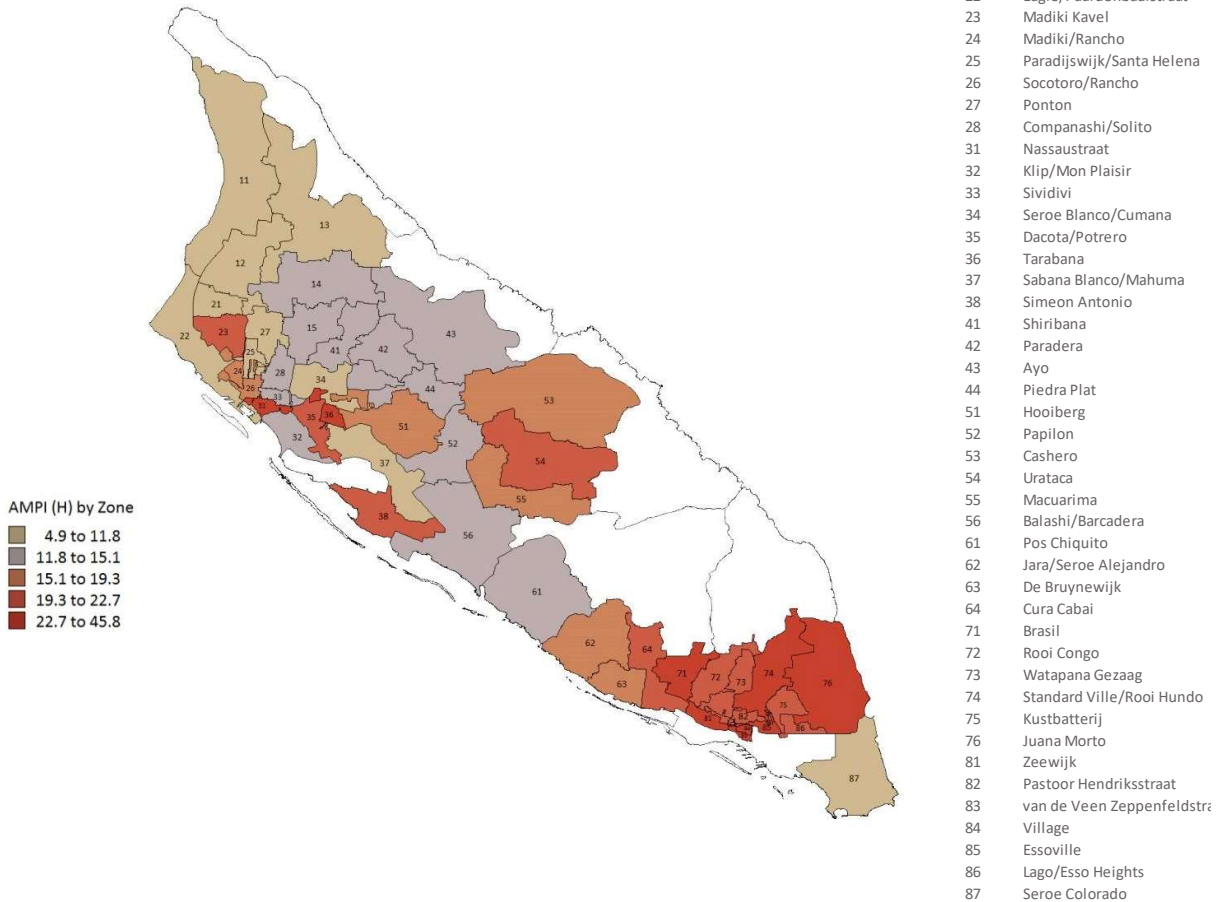 AMPI (H) by Zone
4.9 to 11.8
11.8 to 15.1
15.1 to 19.3
19.3 to 22.7
22.7 to 45.8
11
13
12
14
21
43
22
23
27
15
41
42
25
24
28
34
44
26
33
53
31
35
36
51
32
52
37
54
38
55
56
61
62
64
63
71
72
73
74
76
75
81
82
86
87
23 Madiki Kavel
24 Madiki/Rancho
25 Paradijswijk/Santa Helena
26 Socotoro/Rancho
27 Ponton
28 Companashi/Solito
31 Nassaustraat
32 Klip/Mon Plaisir
33 Sividivi
34 Seroe Blanco/Cumana
35 Dacota/Potrero
36 Tarabana
37 Sabana Blanco/Mahuma
38 Simeon Antonio
41 Shiribana
42 Paradera
43 Ayo
44 Piedra Plat
51 Hooiberg
52 Papilon
53 Cashero
54 Urataca
55 Macuarima
56 Balashi/Barcadera
61 Pos Chiquito
62 Jara/Seroe Alejandro
63 De Bruynewijk
64 Cura Cabai
71 Brasil
72 Rooi Congo
73 Watapana Gezaag
74 Standard Ville/Rooi Hundo
75 Kustbatterij
76 Juana Morto
81 Zeewijk
82 Pastoor Hendriksstraat
83 van de Veen Zeppenfeldstra
84 Village
85 Essoville
86 Lago/Esso Heights
87 Seroe Colorado